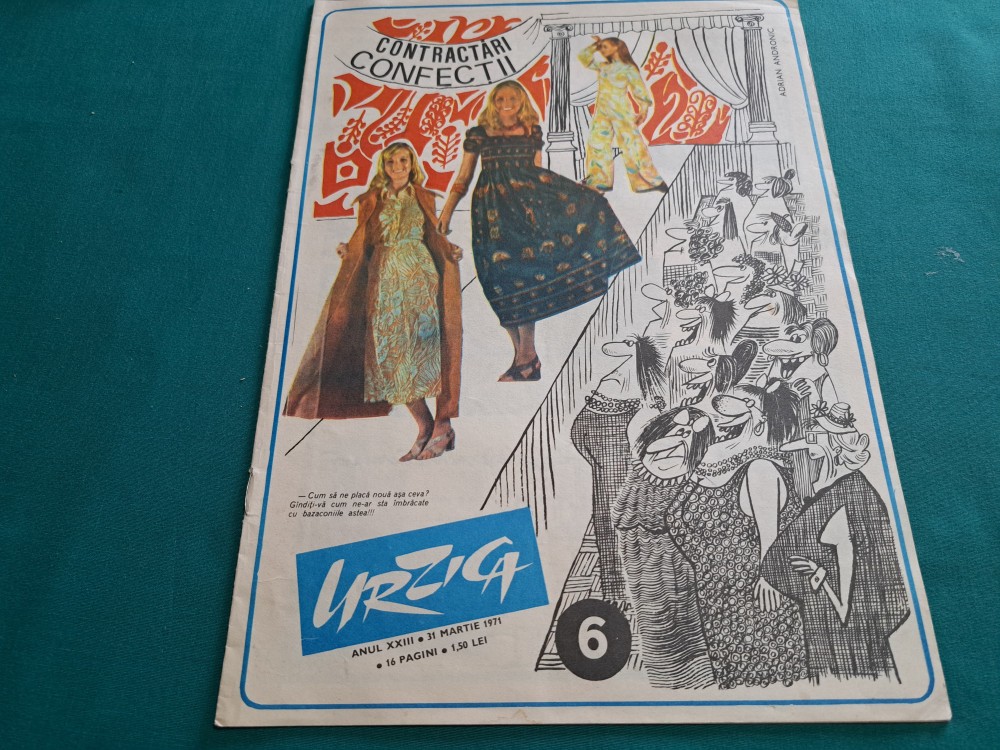 CONTRACTĂRI
CONFECȚII
ADRIAN ANDRONIC
— Cum să ne placă nouă așa ceva?
Gîndiți-vă cum ne-ar sta îmbrăcate
cu bazaconiile astea!!!
URZICA
ANUL XXIII • 31 MARTIE 1971
• 16 PAGINI • 1,50 LEI
6